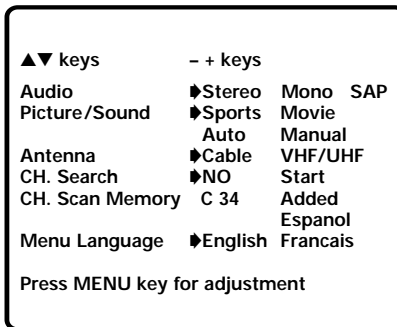 ▲▼ keys – + keys
Audio ➧Stereo Mono SAP
Picture/Sound ➧Sports Movie
Auto Manual
Antenna ➧Cable VHF/UHF
CH. Search ➧NO Start
CH. Scan Memory C 34 Added
Espanol
Menu Language ➧English Francais
Press MENU key for adjustment